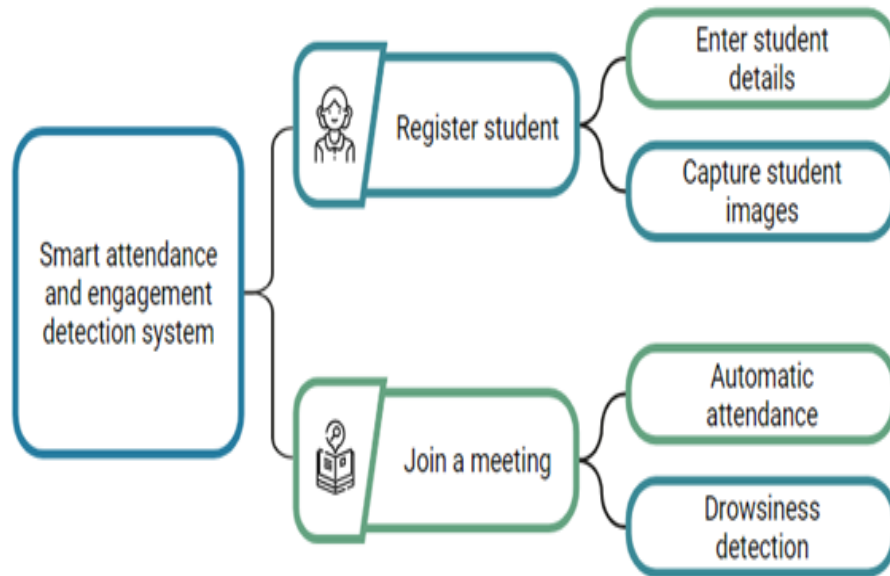 Smart attendance
and engagement
detection system
Register student
Enter student
details
Capture student
images
Join a meeting
Automatic
attendance
Drowsiness
detection